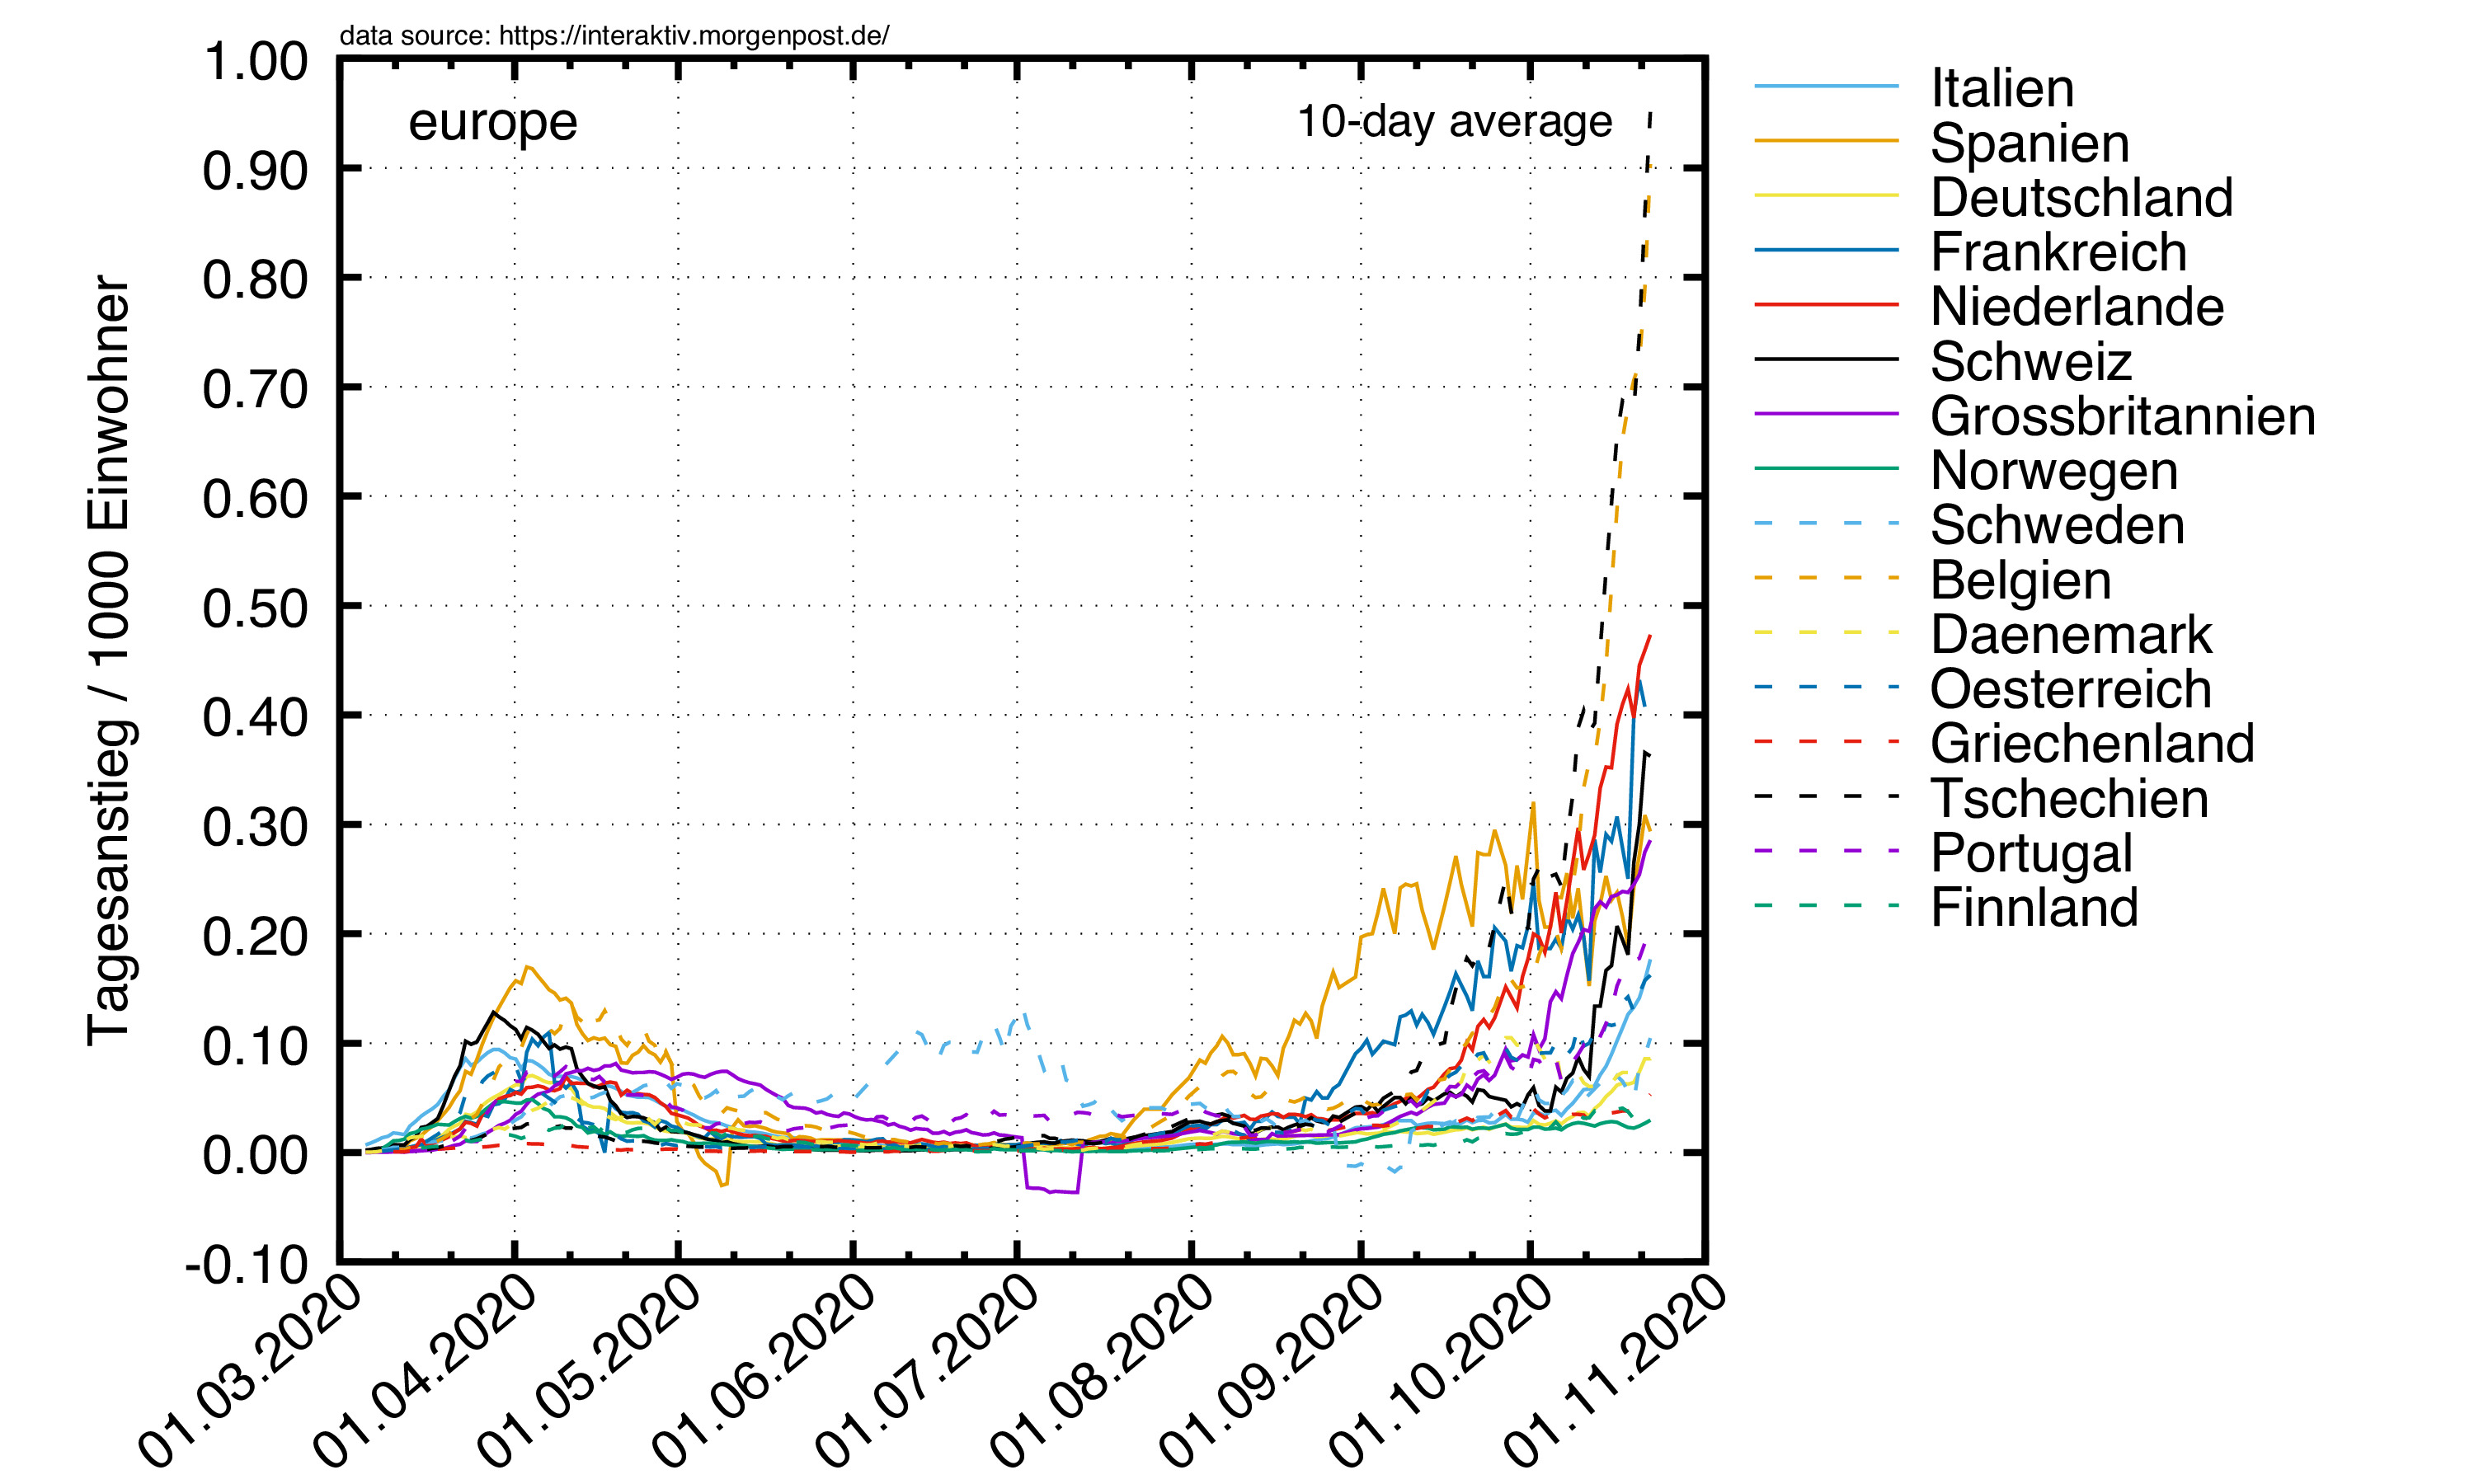 data source: https://interaktiv.morgenpost.de/
europe
10-day average
Tagesanstieg / 1000 Einwohner
1.00
0.90
0.80
0.70
0.60
0.50
0.40
0.30
0.20
0.10
0.00
-0.10
01.03.2020
01.04.2020
01.05.2020
01.06.2020
01.07.2020
01.08.2020
01.09.2020
01.10.2020
01.11.2020
Italien
Spanien
Deutschland
Frankreich
Niederlande
Schweiz
Grossbritannien
Norwegen
Schweden
Belgien
Daenemark
Oesterreich
Griechenland
Tschechien
Portugal
Finnland